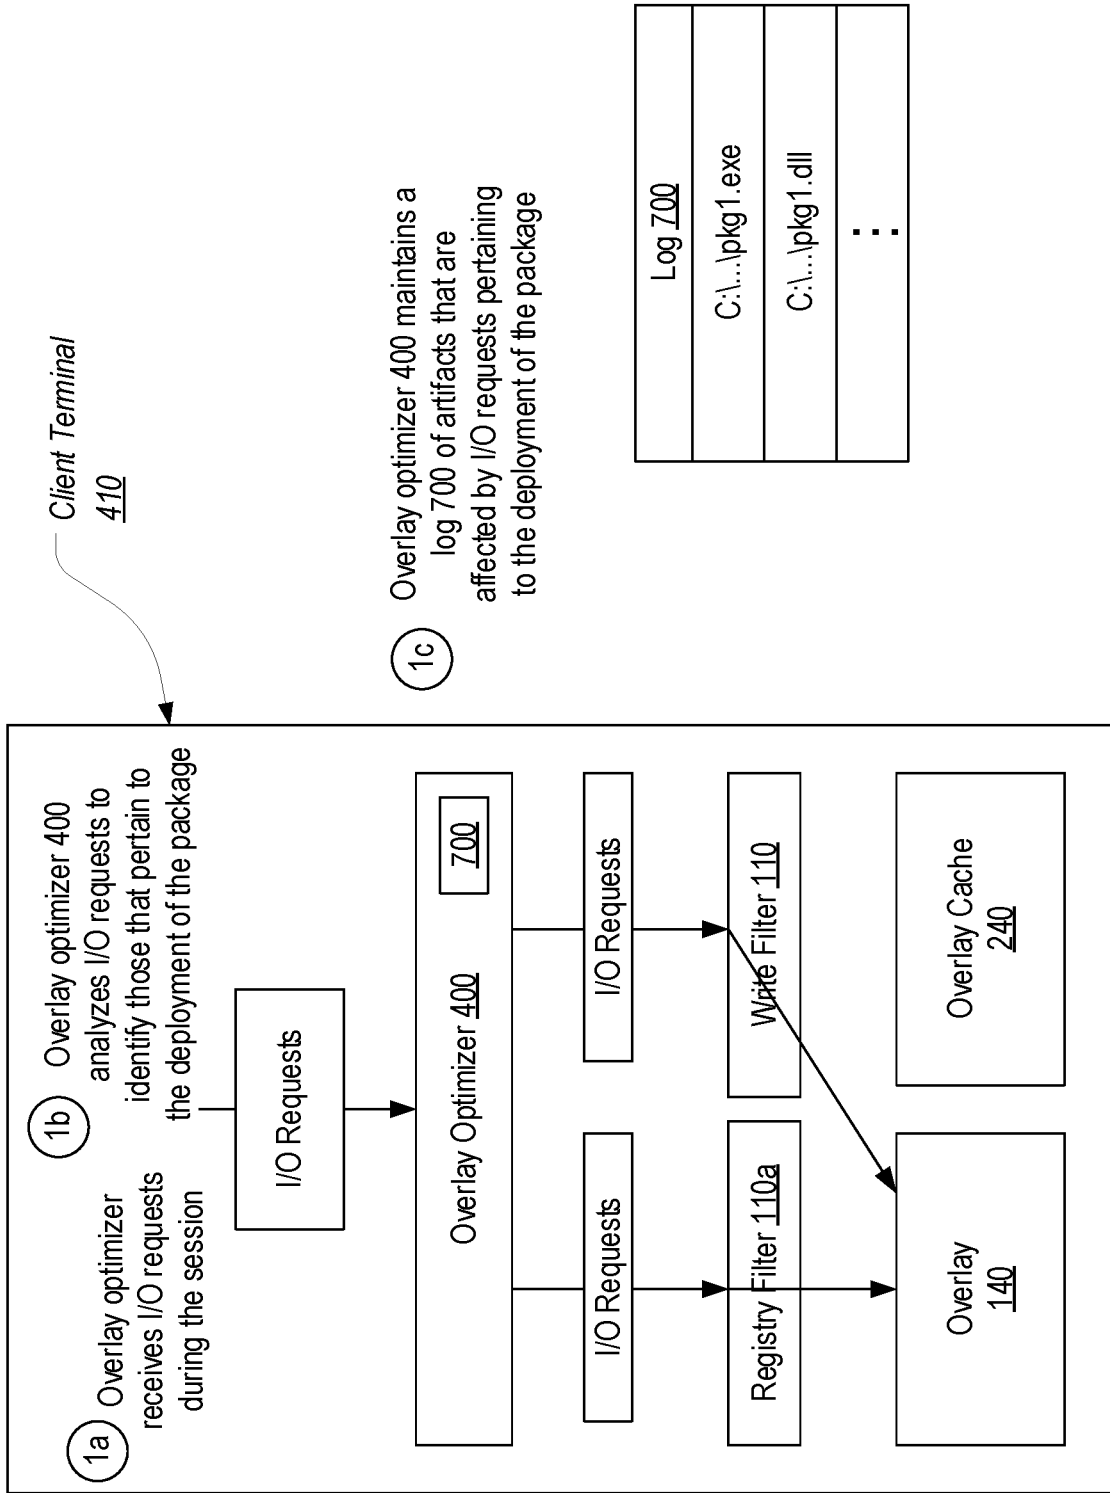 Client Terminal
410
1a
Overlay optimizer
receives I/O requests
during the session
1b
Overlay optimizer 400
analyzes I/O requests to
identify those that pertain to
the deployment of the package
I/O Requests
Overlay Optimizer 400
700
I/O Requests
I/O Requests
Registry Filter 110a
Write Filter 110
Overlay
140
Overlay Cache
240
1c
Overlay optimizer 400 maintains a
log 700 of artifacts that are
affected by I/O requests pertaining
to the deployment of the package
Log 700
C:\...\pkg1.exe
C:\...\pkg1.dll
...